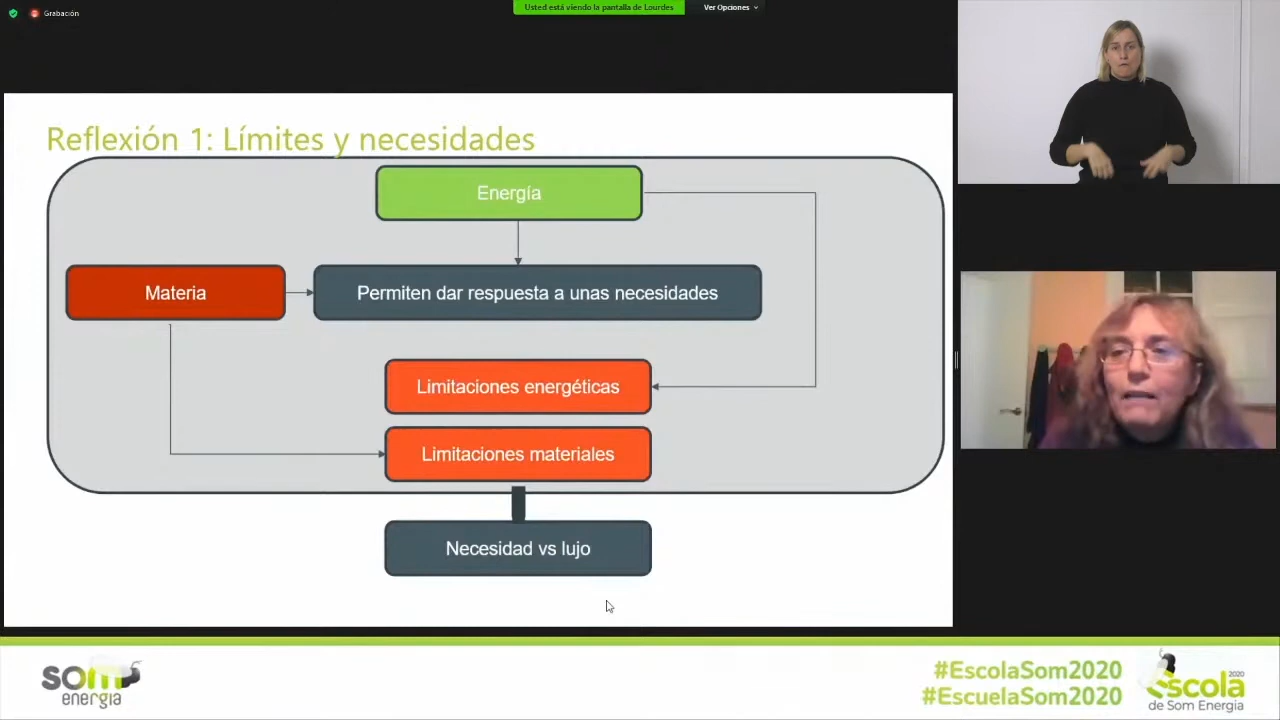 Grabación
Usted está viendo la pantalla de Lourdes
Ver Opciones
Reflexión 1: Límites y necesidades
Energía
Materia
Permiten dar respuesta a unas necesidades
Limitaciones energéticas
Limitaciones materiales
Necesidad vs lujo
som
energia
#EscolaSom2020
#EscuelaSom2020
2020
escola
de Som Energia